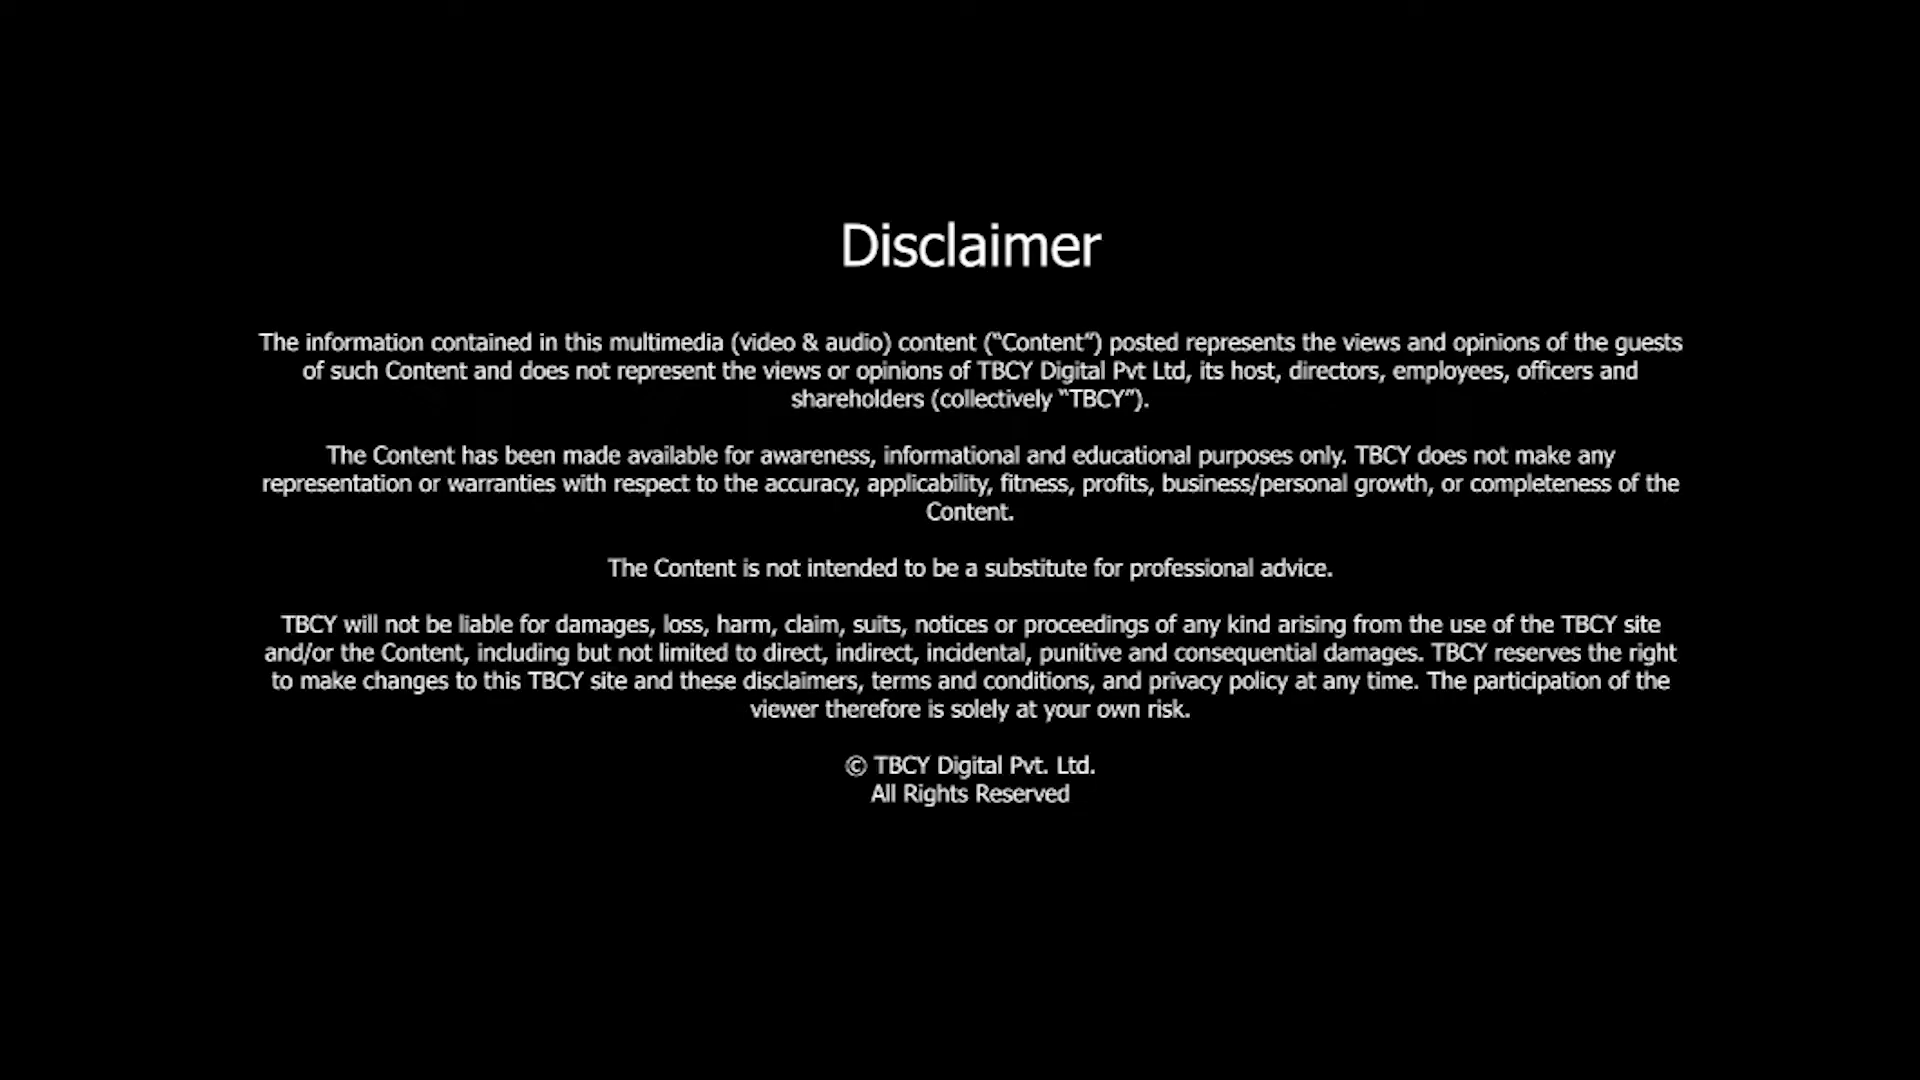 Disclaimer
The information contained in this multimedia (video & audio) content (“Content”) posted represents the views and opinions of the guests
of such Content and does not represent the views or opinions of TBCY Digital Pvt Ltd, its host, directors, employees, officers and
shareholders (collectively “TBCY”).
The Content has been made available for awareness, informational and educational purposes only. TBCY does not make any
representation or warranties with respect to the accuracy, applicability, fitness, profits, business/personal growth, or completeness of the
Content.
The Content is not intended to be a substitute for professional advice.
TBCY will not be liable for damages, loss, harm, claim, suits, notices or proceedings of any kind arising from the use of the TBCY site
and/or the Content, including but not limited to direct, indirect, incidental, punitive and consequential damages. TBCY reserves the right
to make changes to this TBCY site and these disclaimers, terms and conditions, and privacy policy at any time. The participation of the
viewer therefore is solely at your own risk.
© TBCY Digital Pvt. Ltd.
All Rights Reserved